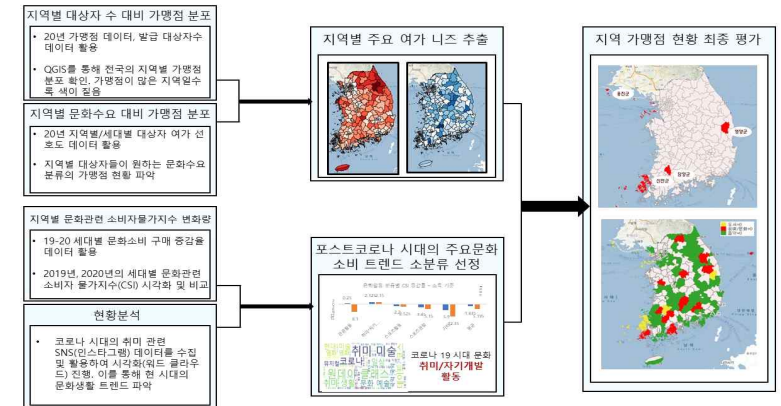 지역별 대상자 수 대비 가맹점 분포
• 20년 가맹점 데이터, 발급 대상자수
데이터 활용
• QGIS를 통해 전국의 지역별 가맹점
분포 확인, 가맹점이 많은 지역일수
록 색이 짙음
지역별 문화수요 대비 가맹점 분포
• 20년 지역별/세대별 대상자 여가 선
호도 데이터 활용
• 지역별 대상자들이 원하는 문화수요
분류의 가맹점 현황 파악
지역별 문화관련 소비자물가지수 변화량
• 19-20 세대별 문화소비 구매 증감율
데이터 활용
• 2019년, 2020년의 세대별 문화관련
소비자 물가지수(CSI) 시각화 및 비교
현황분석
• 코로나 시대의 취미 관련
SNS(인스타그램) 데이터를 수집
및 활용하여 시각화(워드 클라우
드) 진행. 이를 통해 현 시대의
문화생활 트렌드 파악
지역별 주요 여가 니즈 추출
포스트코로나 시대의 주요문화
소비 트렌드 소분류 선정
취미..미술
코로나
원데이클래스
취미생활
문화
코로나 19 시대 문화
취미/자기개발
활동
지역 가맹점 현황 최종 평가
옹진군
영양군
신안군